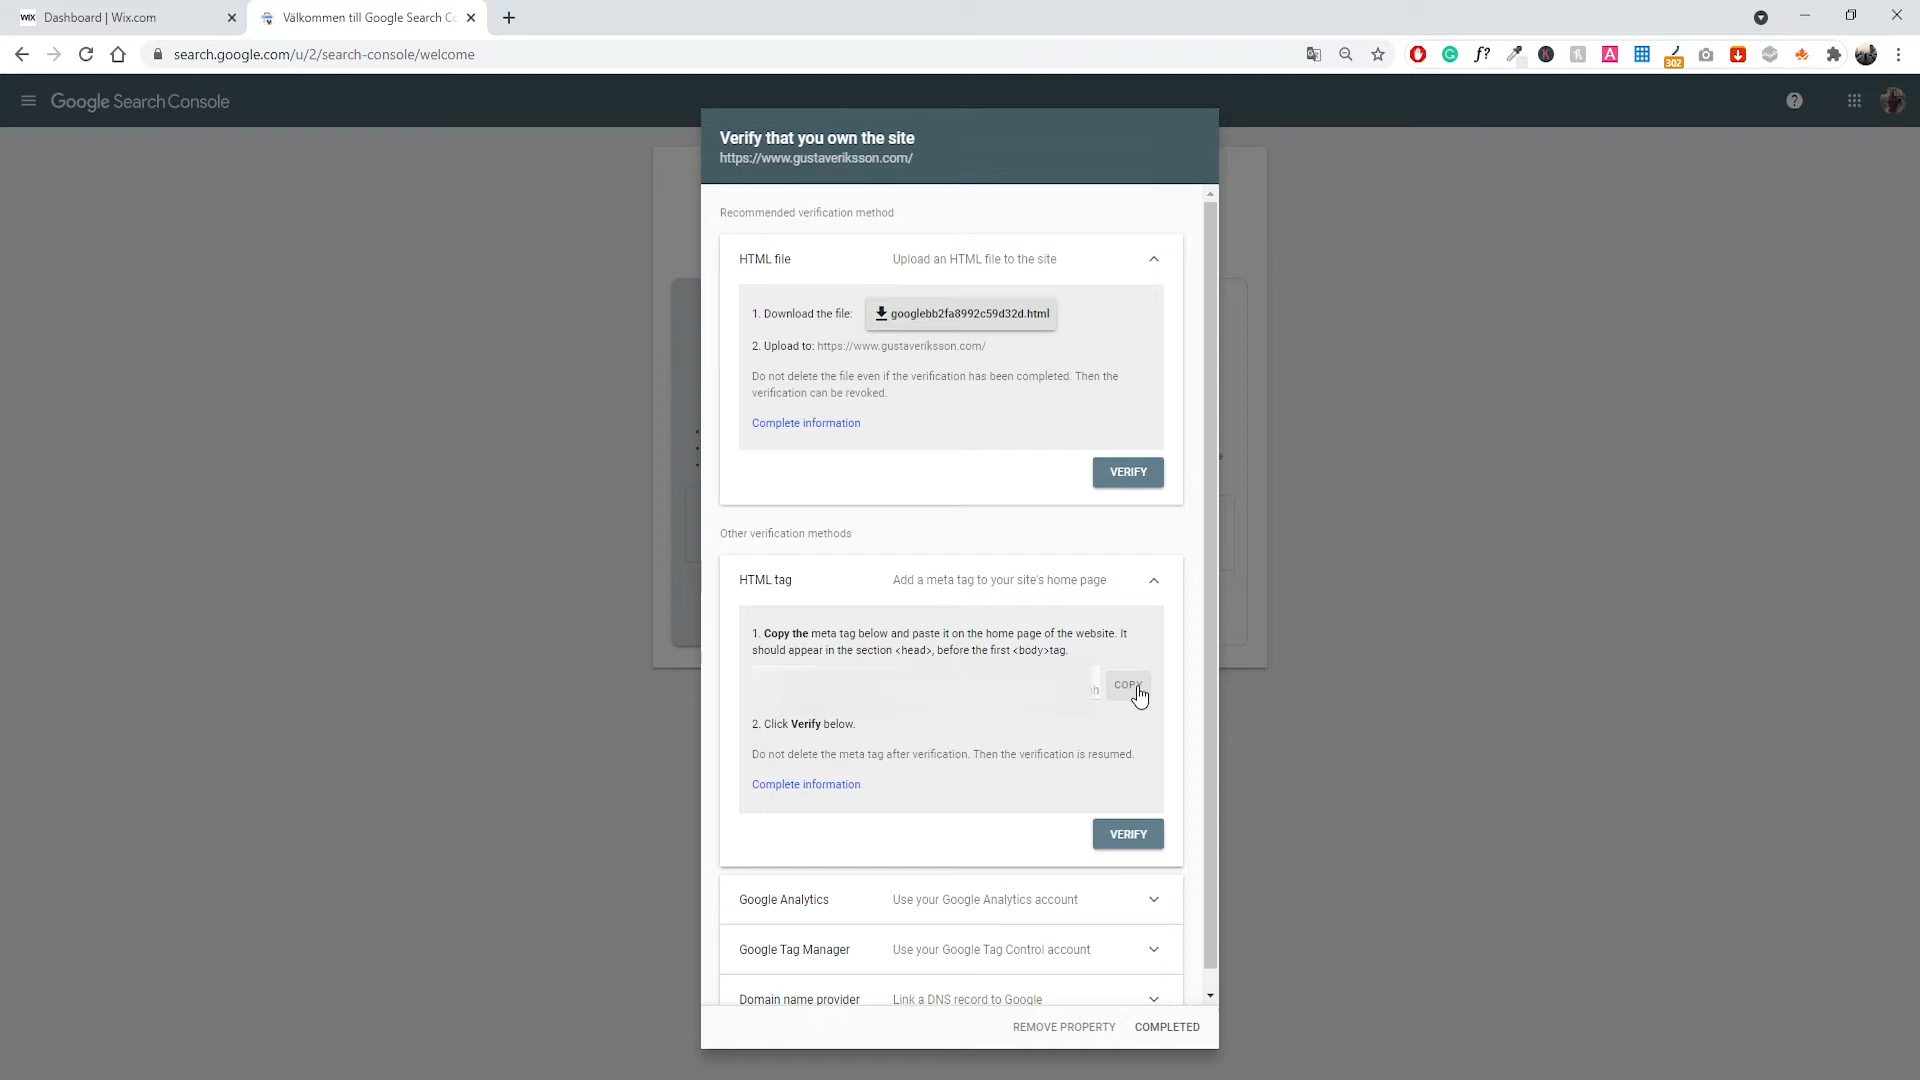 WIX Dashboard | Wix.com
Välkommen till Google Search Co
search.google.com/u/2/search-console/welcome
302
Google Search Console
Verify that you own the site
https://www.gustaveriksson.com/
Recommended verification method
HTML file
Upload an HTML file to the site
1. Download the file:
googlebb2fa8992c59d32d.html
2. Upload to: https://www.gustaveriksson.com/
Do not delete the file even if the verification has been completed. Then the
verification can be revoked.
Complete information
VERIFY
Other verification methods
HTML tag
Add a meta tag to your site's home page
1. Copy the meta tag below and paste it on the home page of the website. It
should appear in the section <head>, before the first <body>tag.
COPY
2. Click Verify below.
Do not delete the meta tag after verification. Then the verification is resumed.
Complete information
VERIFY
Google Analytics
Use your Google Analytics account
Google Tag Manager
Use your Google Tag Control account
Domain name provider
Link a DNS record to Google
REMOVE PROPERTY
COMPLETED